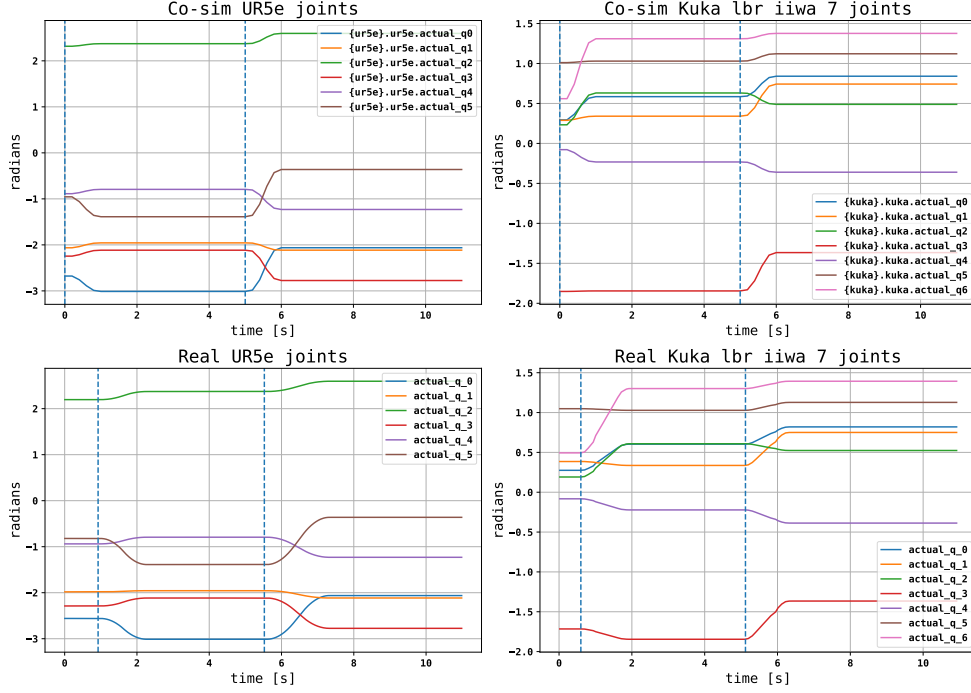 Co-sim UR5e joints
radians
2
1
0
−1
−2
−3
{ur5e}.ur5e.actual_q0
{ur5e}.ur5e.actual_q1
{ur5e}.ur5e.actual_q2
{ur5e}.ur5e.actual_q3
{ur5e}.ur5e.actual_q4
{ur5e}.ur5e.actual_q5
0 2 4 6 8 10
time [s]
Co-sim Kuka lbr iiwa 7 joints
radians
1.5
1.0
0.5
0.0
−0.5
−1.0
−1.5
−2.0
{kuka}.kuka.actual_q0
{kuka}.kuka.actual_q1
{kuka}.kuka.actual_q2
{kuka}.kuka.actual_q3
{kuka}.kuka.actual_q4
{kuka}.kuka.actual_q5
{kuka}.kuka.actual_q6
0 2 4 6 8 10
time [s]
Real UR5e joints
radians
2
1
0
−1
−2
−3
actual_q_0
actual_q_1
actual_q_2
actual_q_3
actual_q_4
actual_q_5
0 2 4 6 8 10
time [s]
Real Kuka lbr iiwa 7 joints
radians
1.5
1.0
0.5
0.0
−0.5
−1.0
−1.5
−2.0
actual_q_0
actual_q_1
actual_q_2
actual_q_3
actual_q_4
actual_q_5
actual_q_6
0 2 4 6 8 10
time [s]